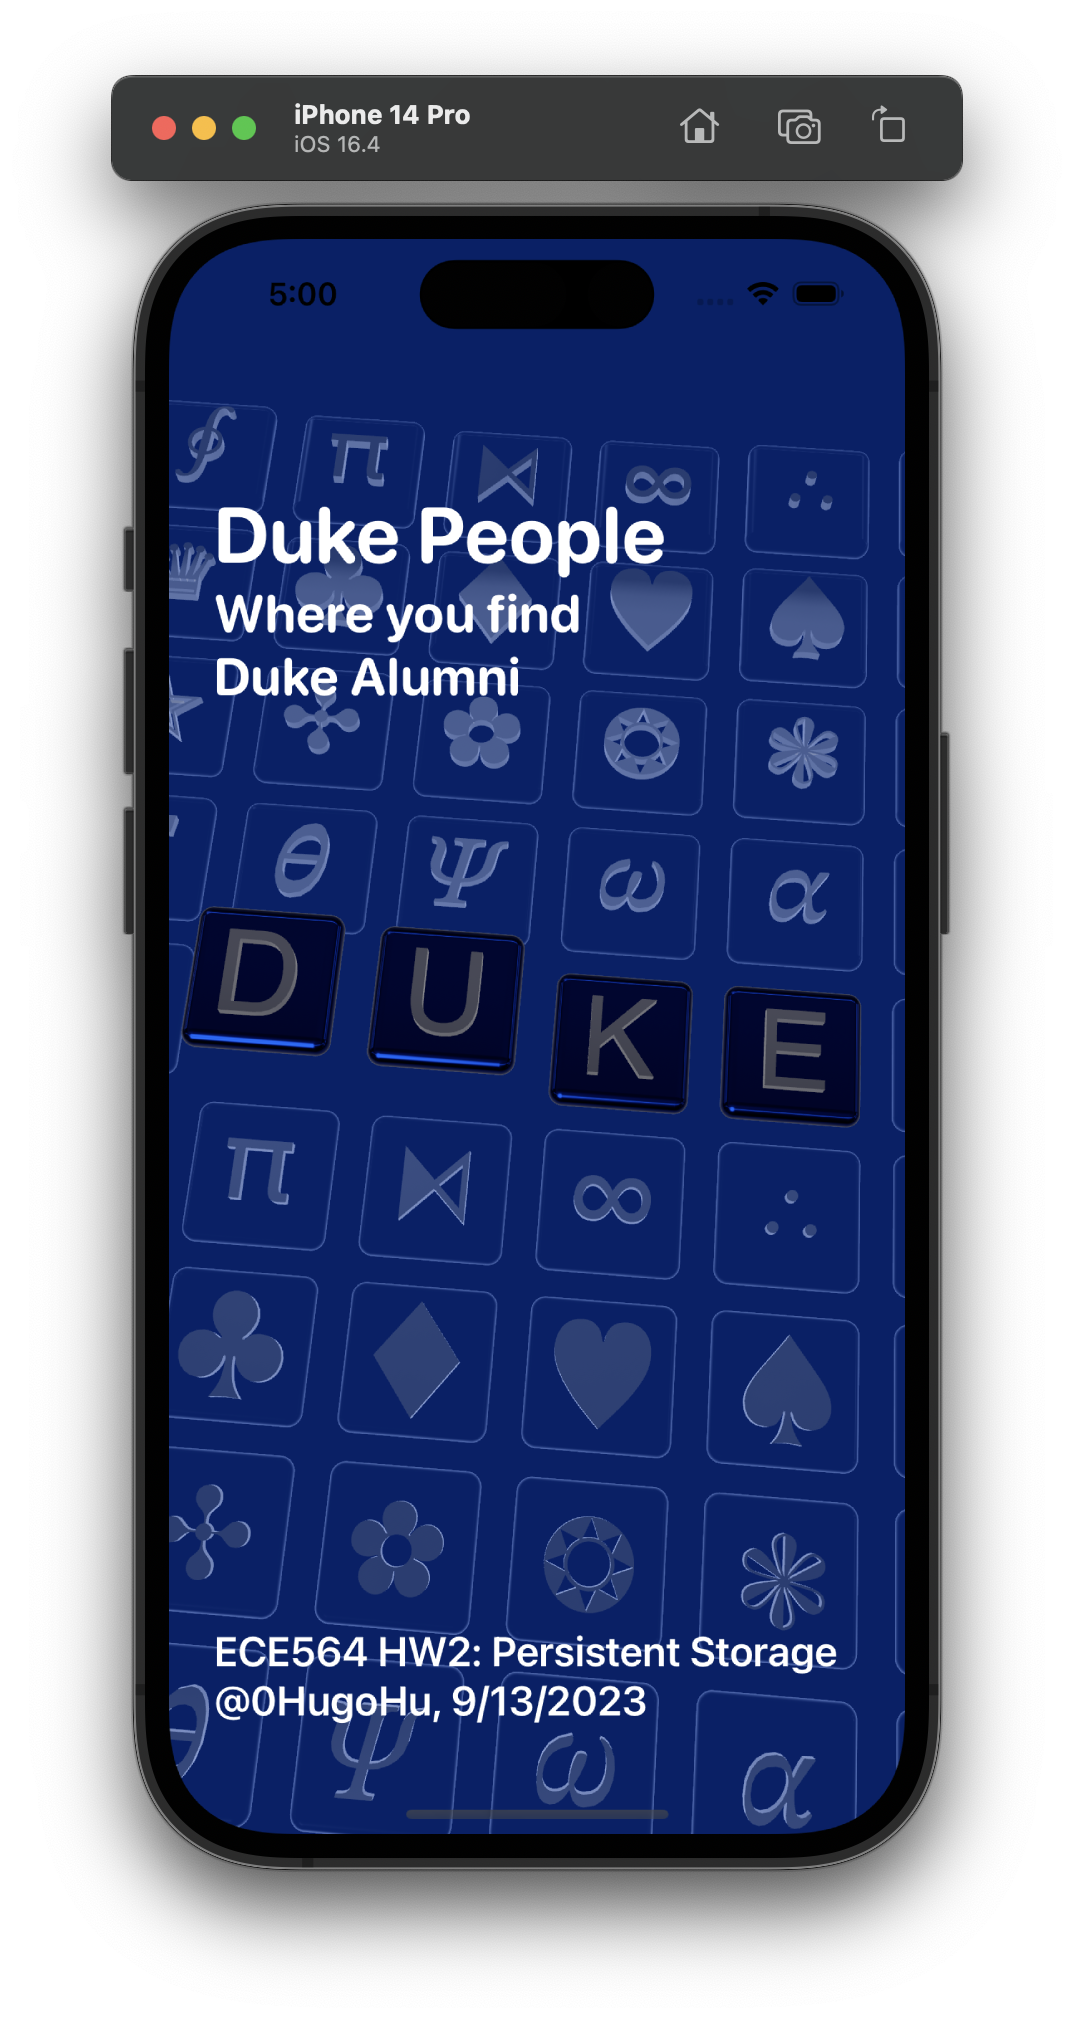 iPhone 14 Pro
iOS 16.4
5:00
∮ π ⋈ ∞ ∴
Duke People
Where you find
Duke Alumni
θ Ψ ω α
D U K E
π ⋈ ∞ ∴
ECE564 HW2: Persistent Storage
@0HugoHu, 9/13/2023
θ Ψ ω α